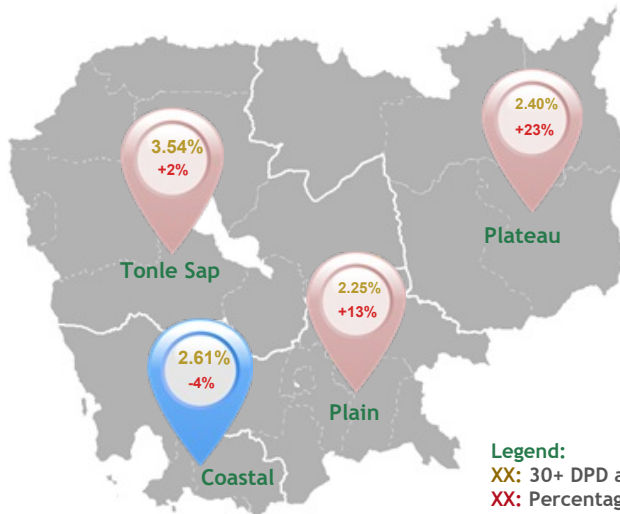 2.40%
+23%
Plateau
3.54%
+2%
Tonle Sap
2.25%
+13%
Plain
2.61%
-4%
Coastal
Legend:
XX: 30+ DPD
XX: